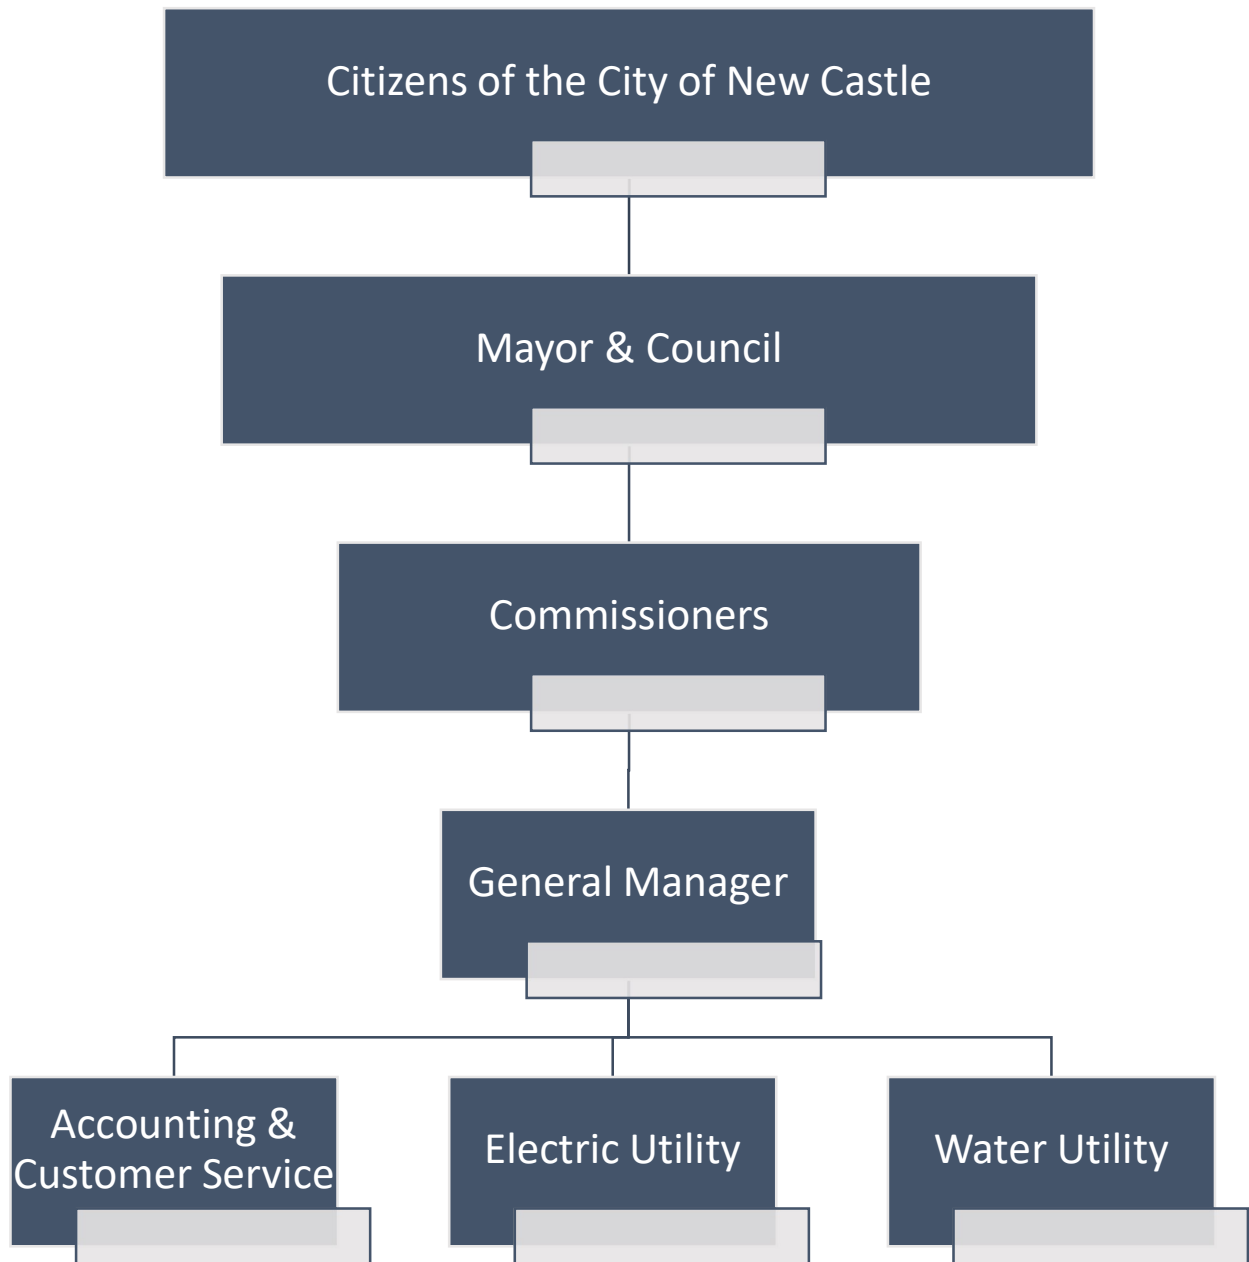 Citizens of the City of New Castle
Mayor & Council
Commissioners
General Manager
Accounting &
Customer Service
Electric Utility
Water Utility